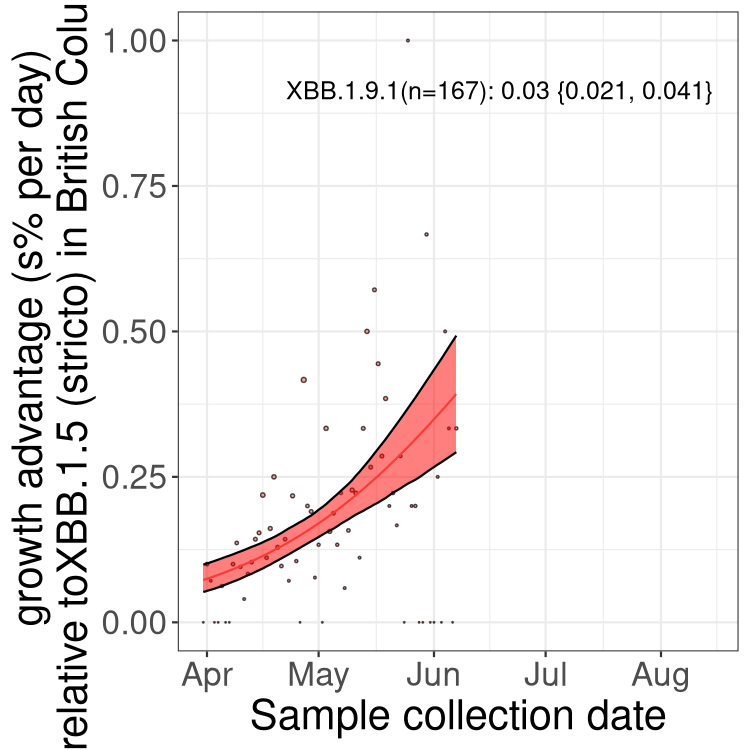 growth advantage (s% per day)
relative toXBB.1.5 (stricto) in British Colu
1.00
0.75
0.50
0.25
0.00
XBB.1.9.1(n=167): 0.03 {0.021, 0.041}
Apr May Jun Jul Aug
Sample collection date